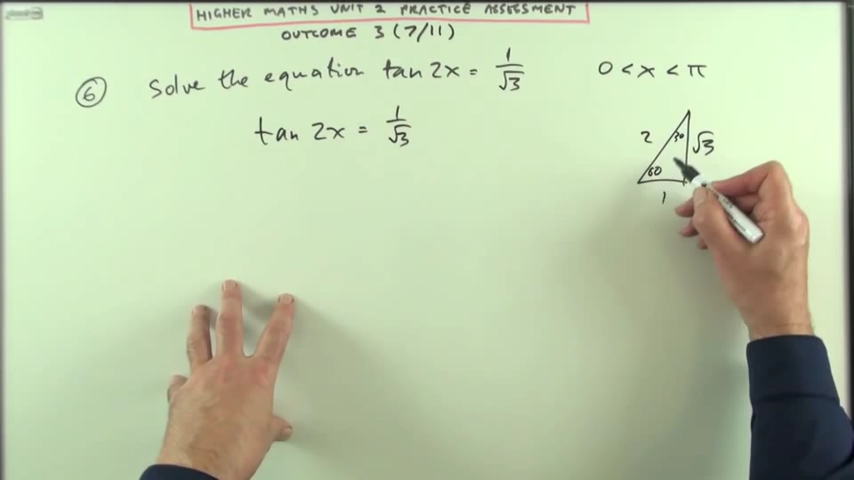 HIGHER MATHS UNIT 2 PRACTICE ASSESSMENT
OUTCOME 3 (7/11)
6 Solve the equation tan 2x = 1/√3 0 < x < π
tan 2x = 1/√3
2 30 √3
60
1